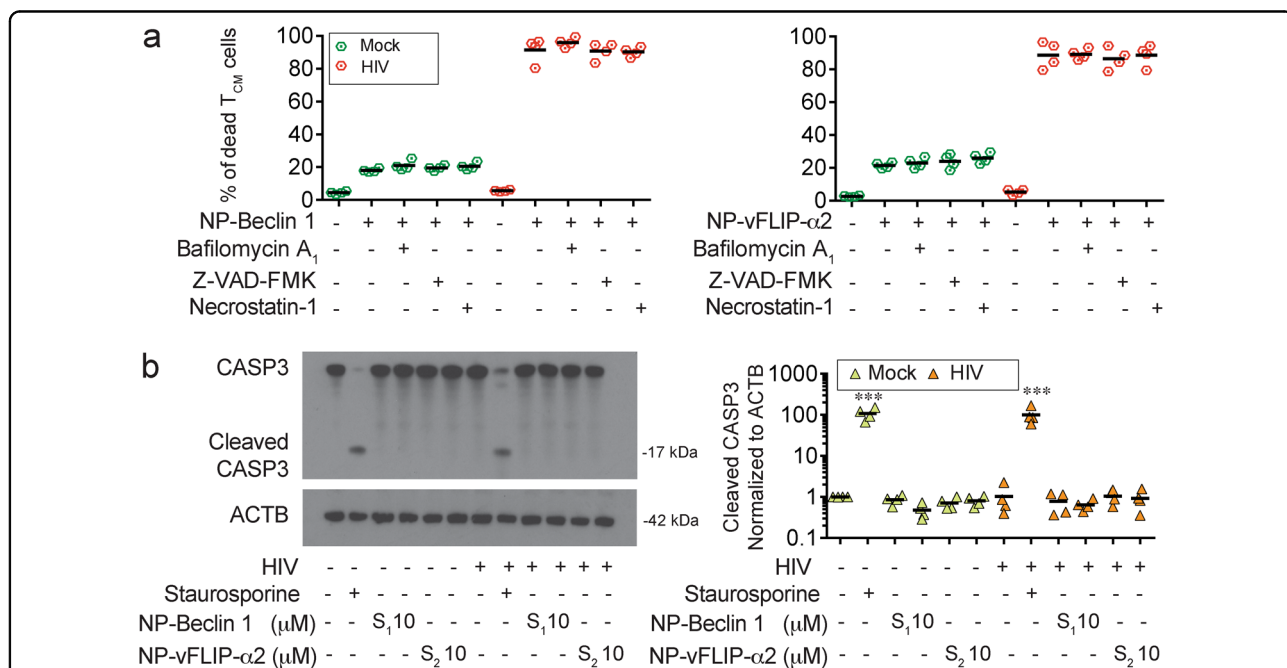 a
Mock
HIV
% of dead T_CM cells
100
80
60
40
20
0
NP-Beclin 1 - + + + + - + + + +
Bafilomycin A₁ - - + - - - - + - -
Z-VAD-FMK - - - + - - - - + -
Necrostatin-1 - - - - + - - - - +
100
80
60
40
20
0
NP-vFLIP-α2 - + + + + - + + + +
Bafilomycin A₁ - - + - - - - + - -
Z-VAD-FMK - - - + - - - - + -
Necrostatin-1 - - - - + - - - - +
b
CASP3
Cleaved
CASP3
-17 kDa
ACTB
-42 kDa
HIV - - - - - - + + + + + +
Staurosporine - + - - - - - + - - - -
NP-Beclin 1 (μM) - - S₁ 10 - - - - S₁ 10 - -
NP-vFLIP-α2 (μM) - - - - S₂ 10 - - - - S₂ 10
Cleaved CASP3
Normalized to ACTB
Mock
HIV
1000
100
10
1
0.1
***
***
HIV - - - - - - + + + + + +
Staurosporine - + - - - - - + - - - -
NP-Beclin 1 (μM) - - S₁ 10 - - - - S₁ 10 - -
NP-vFLIP-α2 (μM) - - - - S₂ 10 - - - - S₂ 10